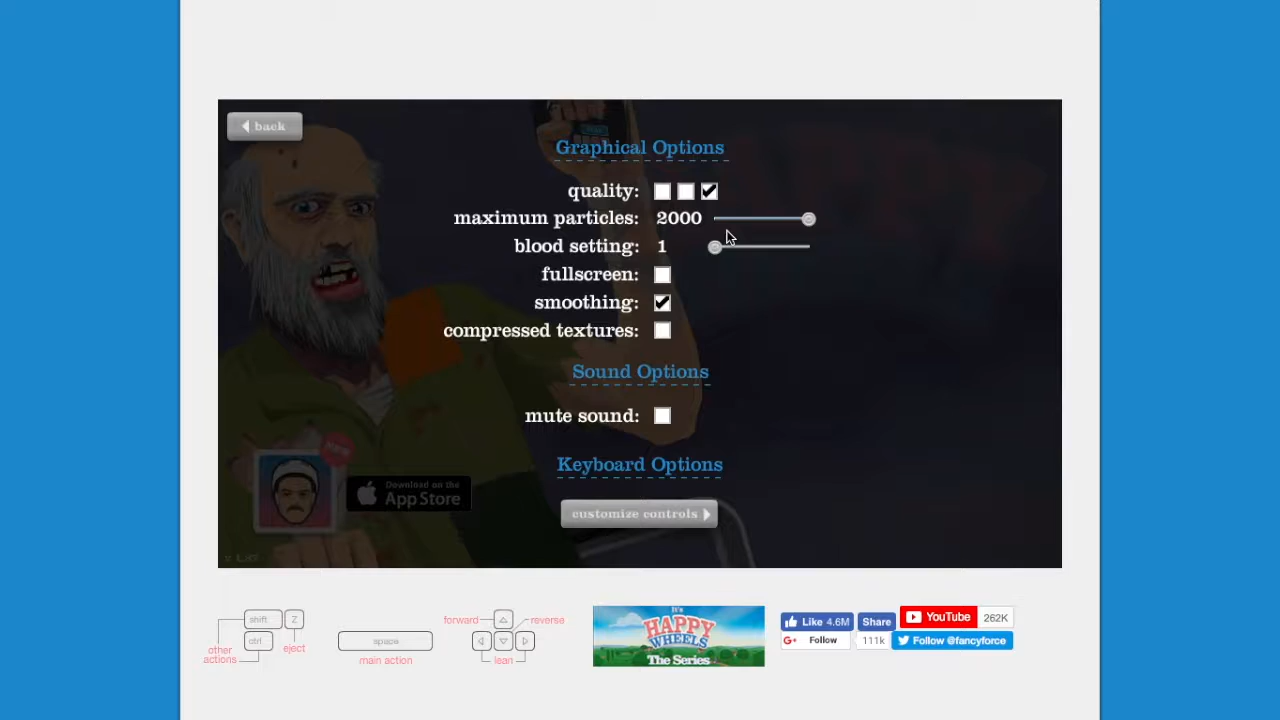 back
Graphical Options
quality:
maximum particles: 2000
blood setting: 1
fullscreen:
smoothing:
compressed textures:
Sound Options
mute sound:
NEW!
Download on the
App Store
Keyboard Options
customize controls
shift Z
ctrl
other
actions
eject
space
main action
forward
reverse
lean
It's
HAPPY
WHEELS
The Series
Like 4.6M Share
YouTube 262K
G+ Follow 111k
Follow @fancyforce